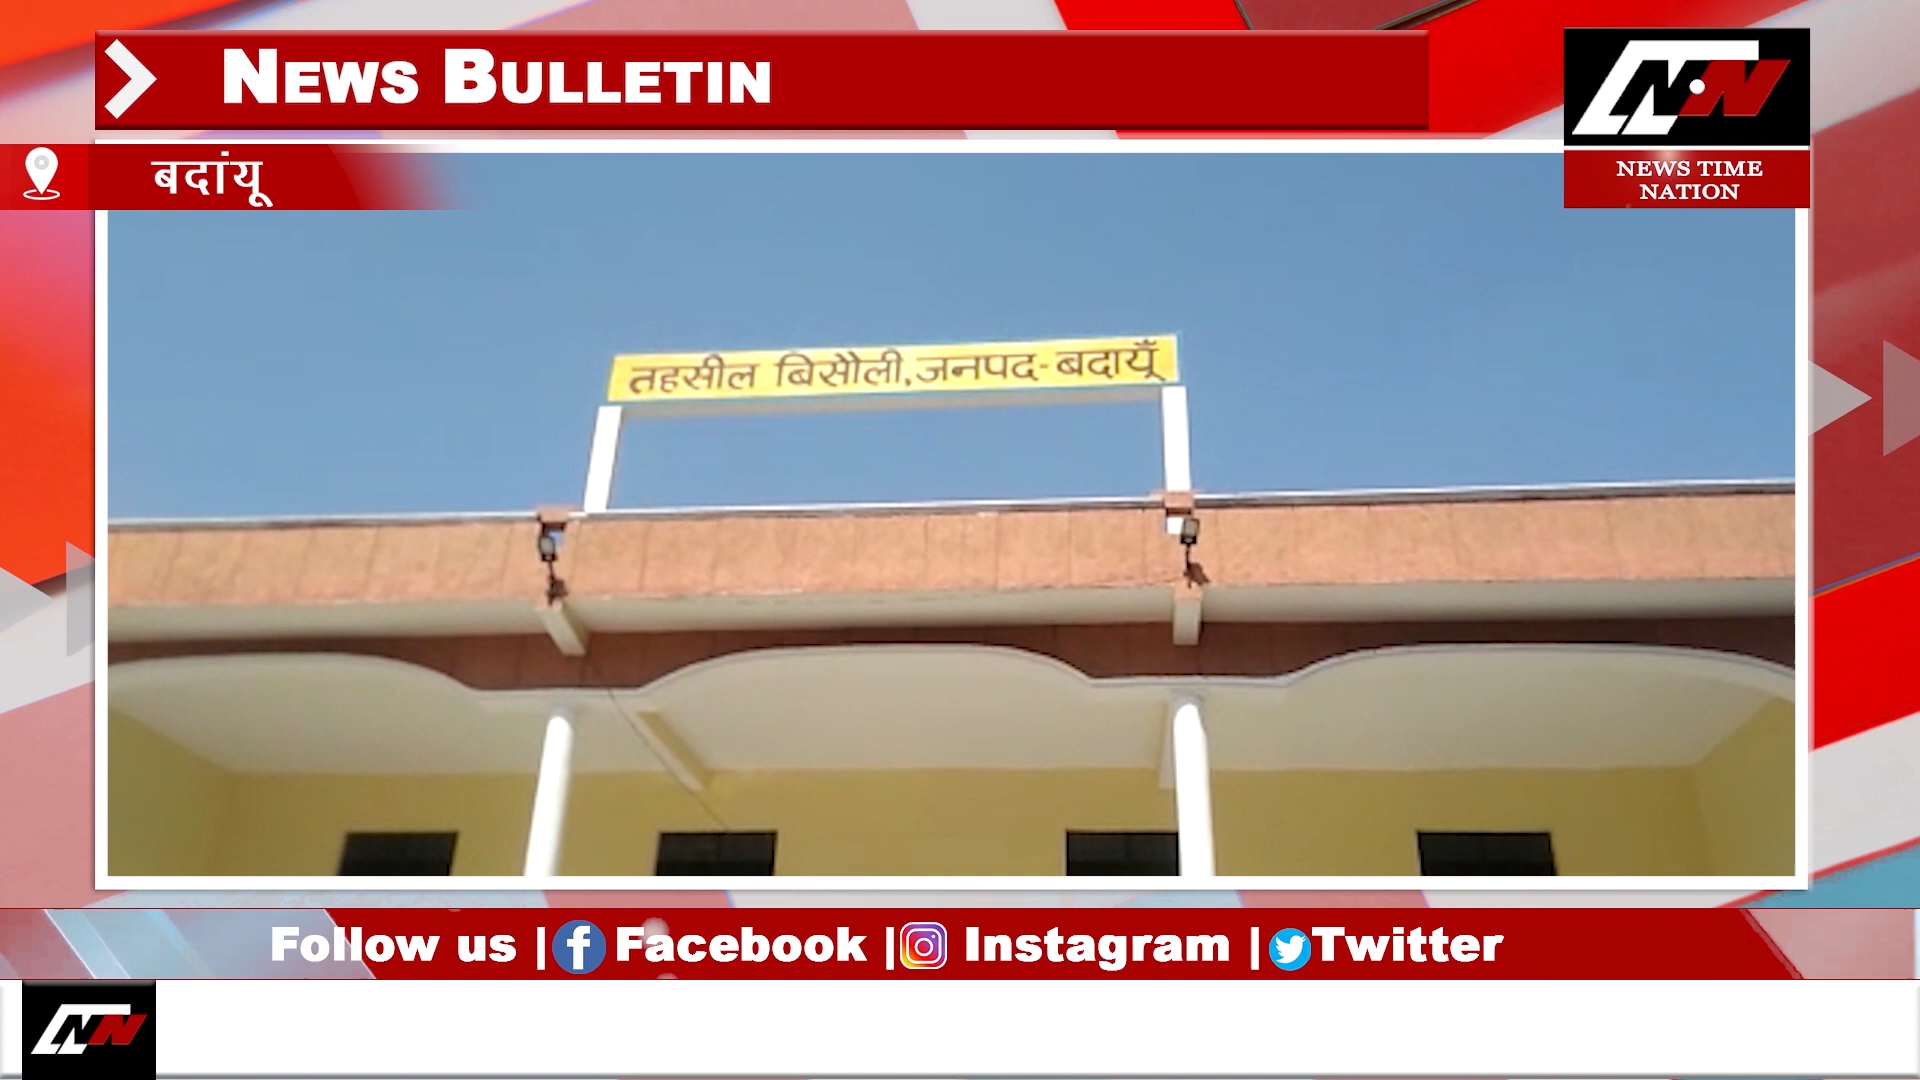 News Bulletin
NEWS TIME
NATION
बदांयू
तहसील बिसौली,जनपद-बदायूँ
Follow us | Facebook | Instagram | Twitter